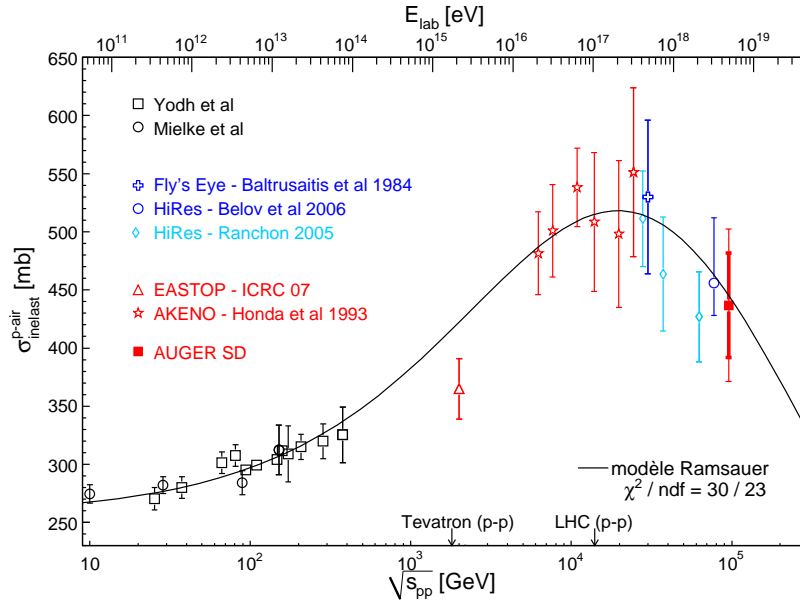 E_lab [eV]
10^11 10^12 10^13 10^14 10^15 10^16 10^17 10^18 10^19
650
600
550
500
450
400
350
300
250
σ^p-air_inelast [mb]
Yodh et al
Mielke et al
Fly's Eye - Baltrusaitis et al 1984
HiRes - Belov et al 2006
HiRes - Ranchon 2005
EASTOP - ICRC 07
AKENO - Honda et al 1993
AUGER SD
modèle Ramsauer
χ² / ndf = 30 / 23
Tevatron (p-p) LHC (p-p)
10 10^2 10^3 10^4 10^5
√s_pp [GeV]